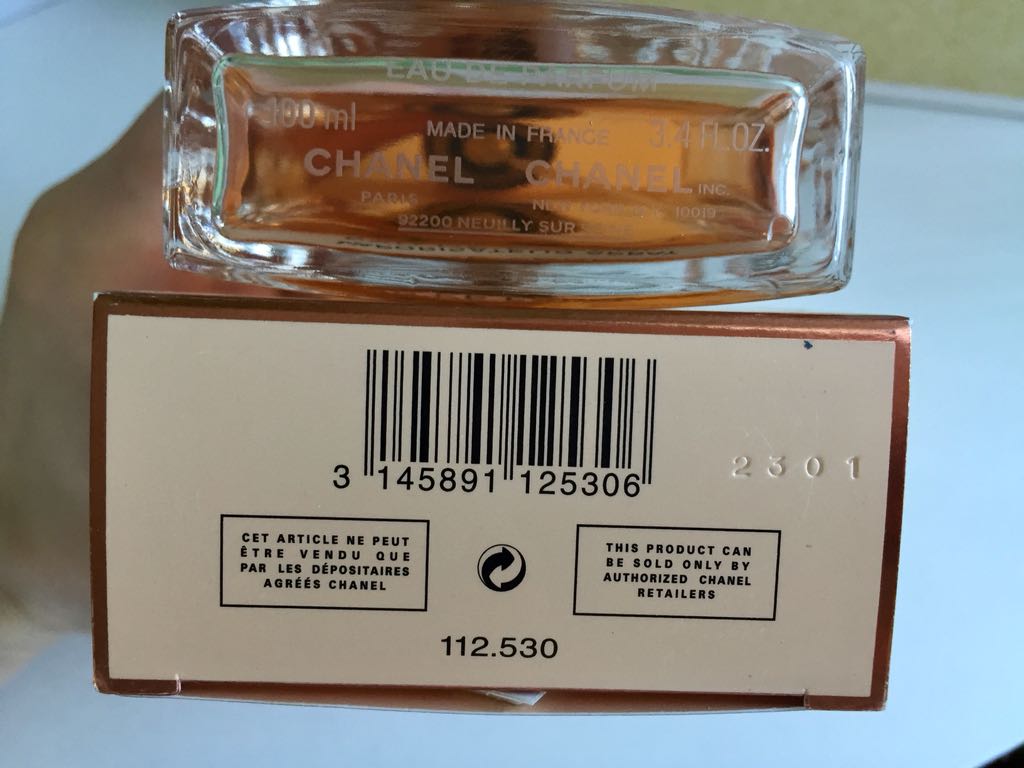 EAU DE PARFUM
100 ml
MADE IN FRANCE
3.4 FL.OZ.
CHANEL CHANEL INC.
PARIS
NEW YORK 10019
92200 NEUILLY SUR
3 145891 125306
2301
CET ARTICLE NE PEUT
ÊTRE VENDU QUE
PAR LES DÉPOSITAIRES
AGRÉÉS CHANEL
THIS PRODUCT CAN
BE SOLD ONLY BY
AUTHORIZED CHANEL
RETAILERS
112.530